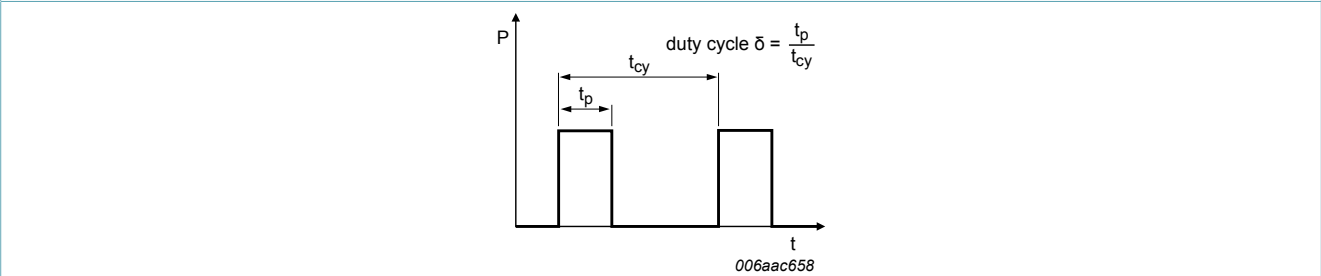 P
duty cycle δ = tp/tcy
tcy
tp
t
006aac658